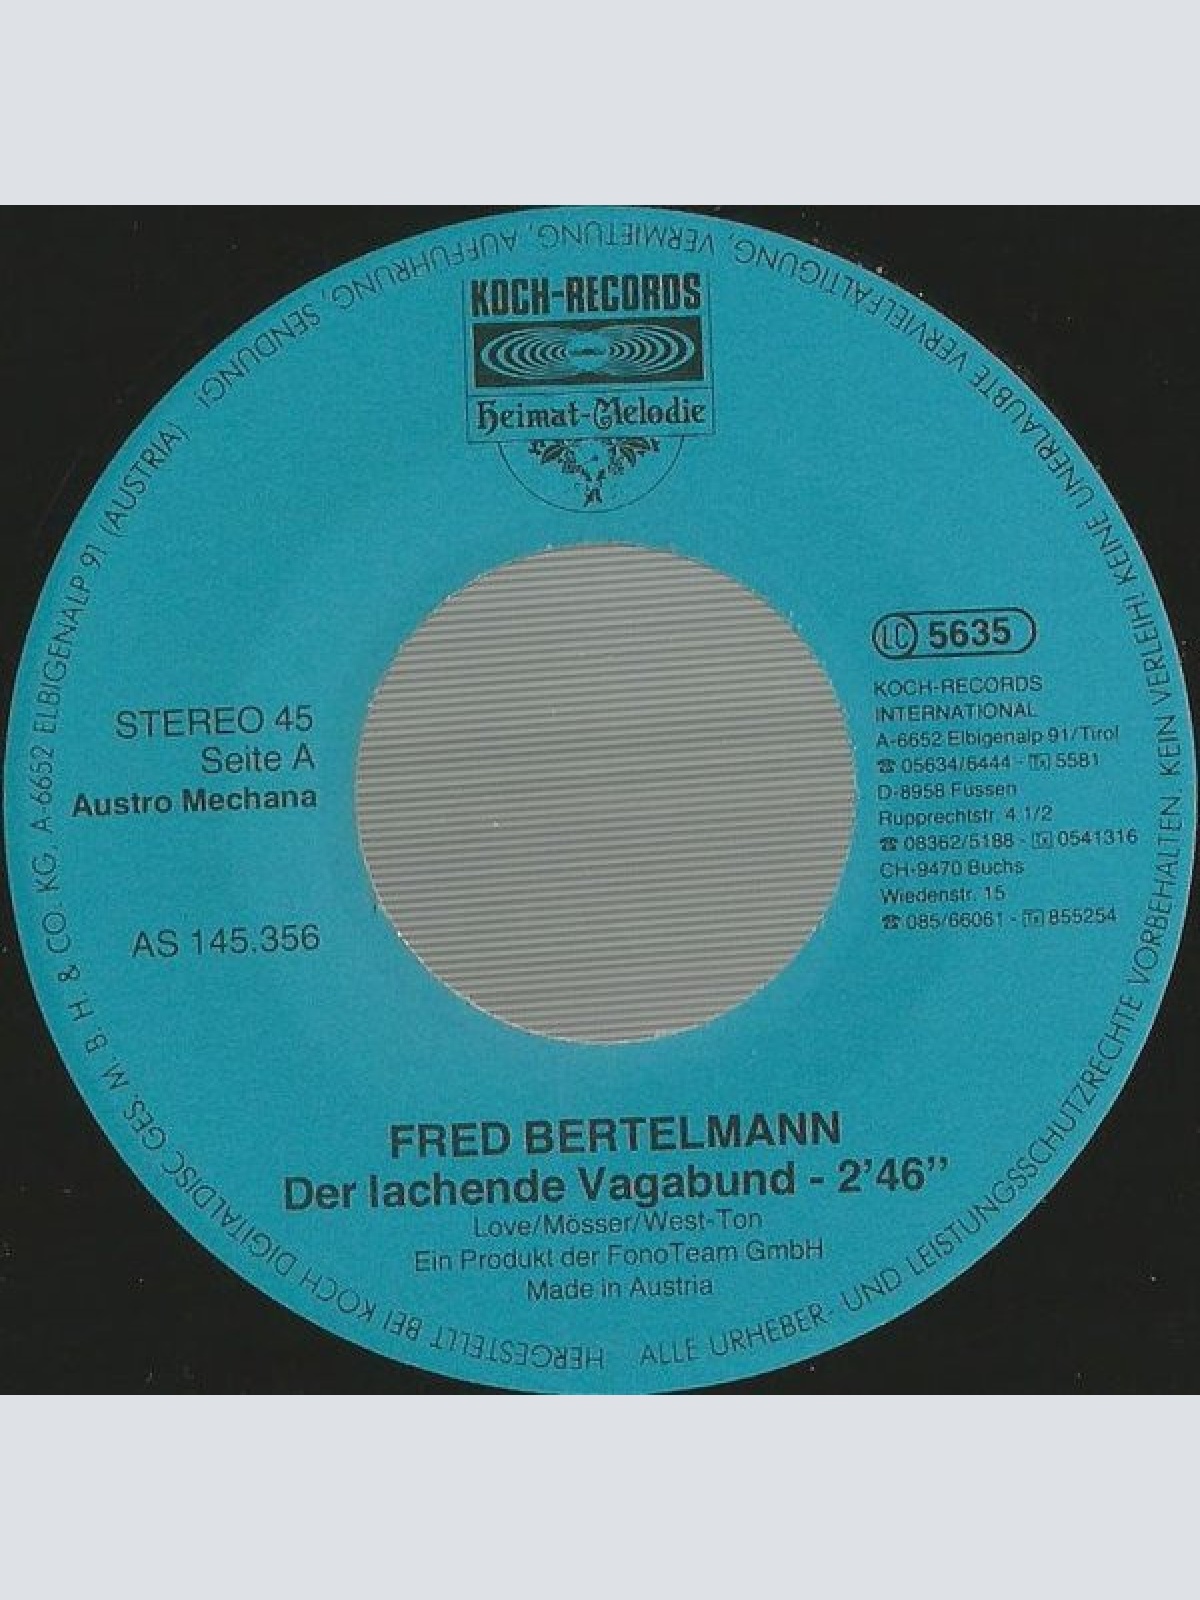 KOCH-RECORDS
Heimat-Melodie
STEREO 45
Seite A
Austro Mechana
AS 145.356
LC 5635
KOCH-RECORDS
INTERNATIONAL
A-6652 Elbigenalp 91/Tirol
☎ 05634/6444 - Tx 5581
D-8958 Füssen
Rupprechtstr. 4 1/2
☎ 08362/5188 - Tx 0541316
CH-9470 Buchs
Wiedenstr. 15
☎ 085/66061 - Tx 855254
FRED BERTELMANN
Der lachende Vagabund - 2’46”
Love/Mösser/West-Ton
Ein Produkt der FonoTeam GmbH
Made in Austria
HERGESTELLT BEI KOCH DIGITALDISC GES. M. B. H. & CO. KG, A-6652 ELBIGENALP 91 (AUSTRIA)
ALLE URHEBER- UND LEISTUNGSSCHUTZRECHTE VORBEHALTEN. KEIN VERLEIH! KEINE UNERLAUBTE VERVIELFÄLTIGUNG, VERMIETUNG, AUFFÜHRUNG, SENDUNG!